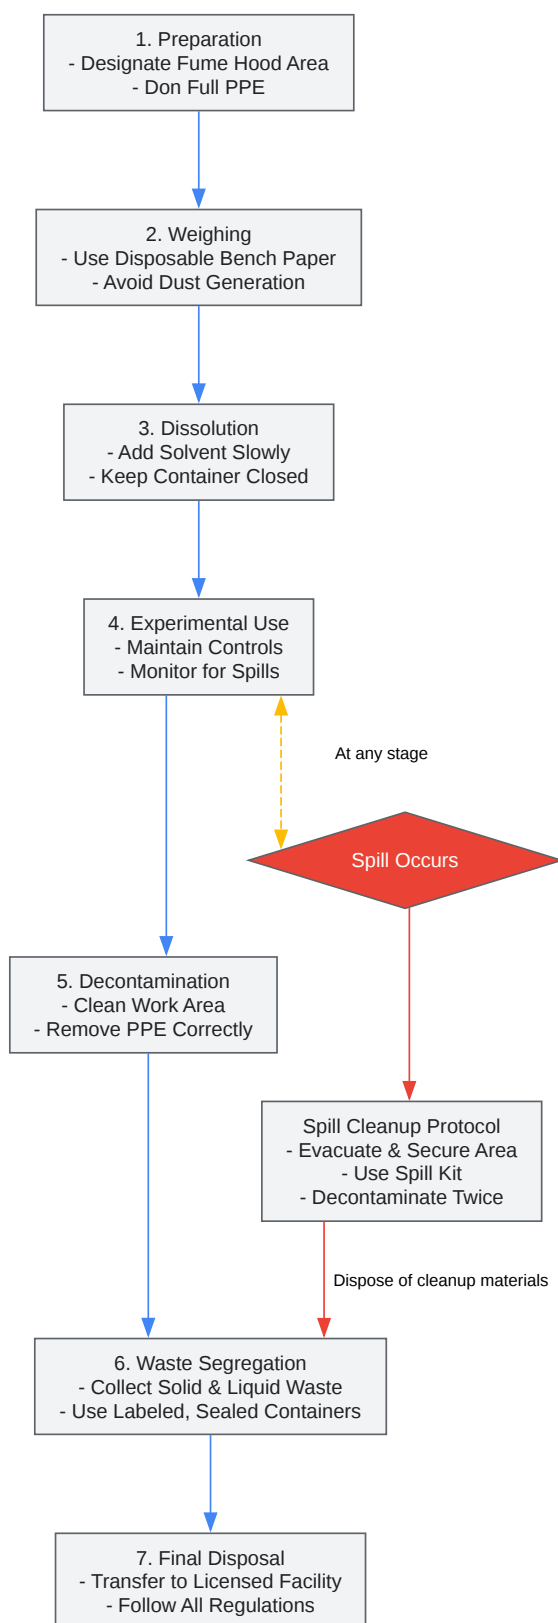 1. Preparation
- Designate Fume Hood Area
- Don Full PPE
2. Weighing
- Use Disposable Bench Paper
- Avoid Dust Generation
3. Dissolution
- Add Solvent Slowly
- Keep Container Closed
4. Experimental Use
- Maintain Controls
- Monitor for Spills
At any stage
Spill Occurs
5. Decontamination
- Clean Work Area
- Remove PPE Correctly
Spill Cleanup Protocol
- Evacuate & Secure Area
- Use Spill Kit
- Decontaminate Twice
Dispose of cleanup materials
6. Waste Segregation
- Collect Solid & Liquid Waste
- Use Labeled, Sealed Containers
7. Final Disposal
- Transfer to Licensed Facility
- Follow All Regulations